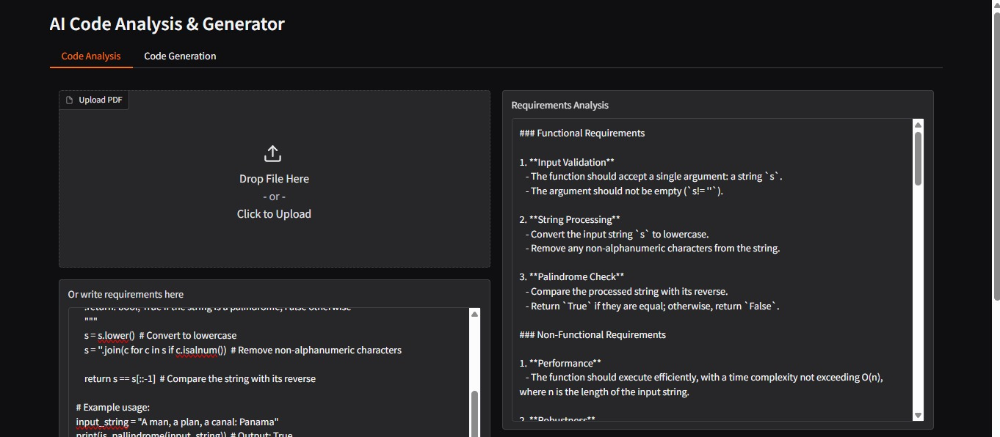 AI Code Analysis & Generator
Code Analysis
Code Generation
Upload PDF
Drop File Here
- or -
Click to Upload
Or write requirements here
:return: bool, True if the string is a palindrome, False otherwise
"""
s = s.lower()  # Convert to lowercase
s = ''.join(c for c in s if c.isalnum())  # Remove non-alphanumeric characters
return s == s[::-1]  # Compare the string with its reverse
# Example usage:
input_string = "A man, a plan, a canal: Panama"
print(is_pallindrome(input_string))  # Output: True
Requirements Analysis
### Functional Requirements
1. **Input Validation**
- The function should accept a single argument: a string `s`.
- The argument should not be empty (`s!= ''`).
2. **String Processing**
- Convert the input string `s` to lowercase.
- Remove any non-alphanumeric characters from the string.
3. **Palindrome Check**
- Compare the processed string with its reverse.
- Return `True` if they are equal; otherwise, return `False`.
### Non-Functional Requirements
1. **Performance**
- The function should execute efficiently, with a time complexity not exceeding O(n),
where n is the length of the input string.
2. **Robustness**